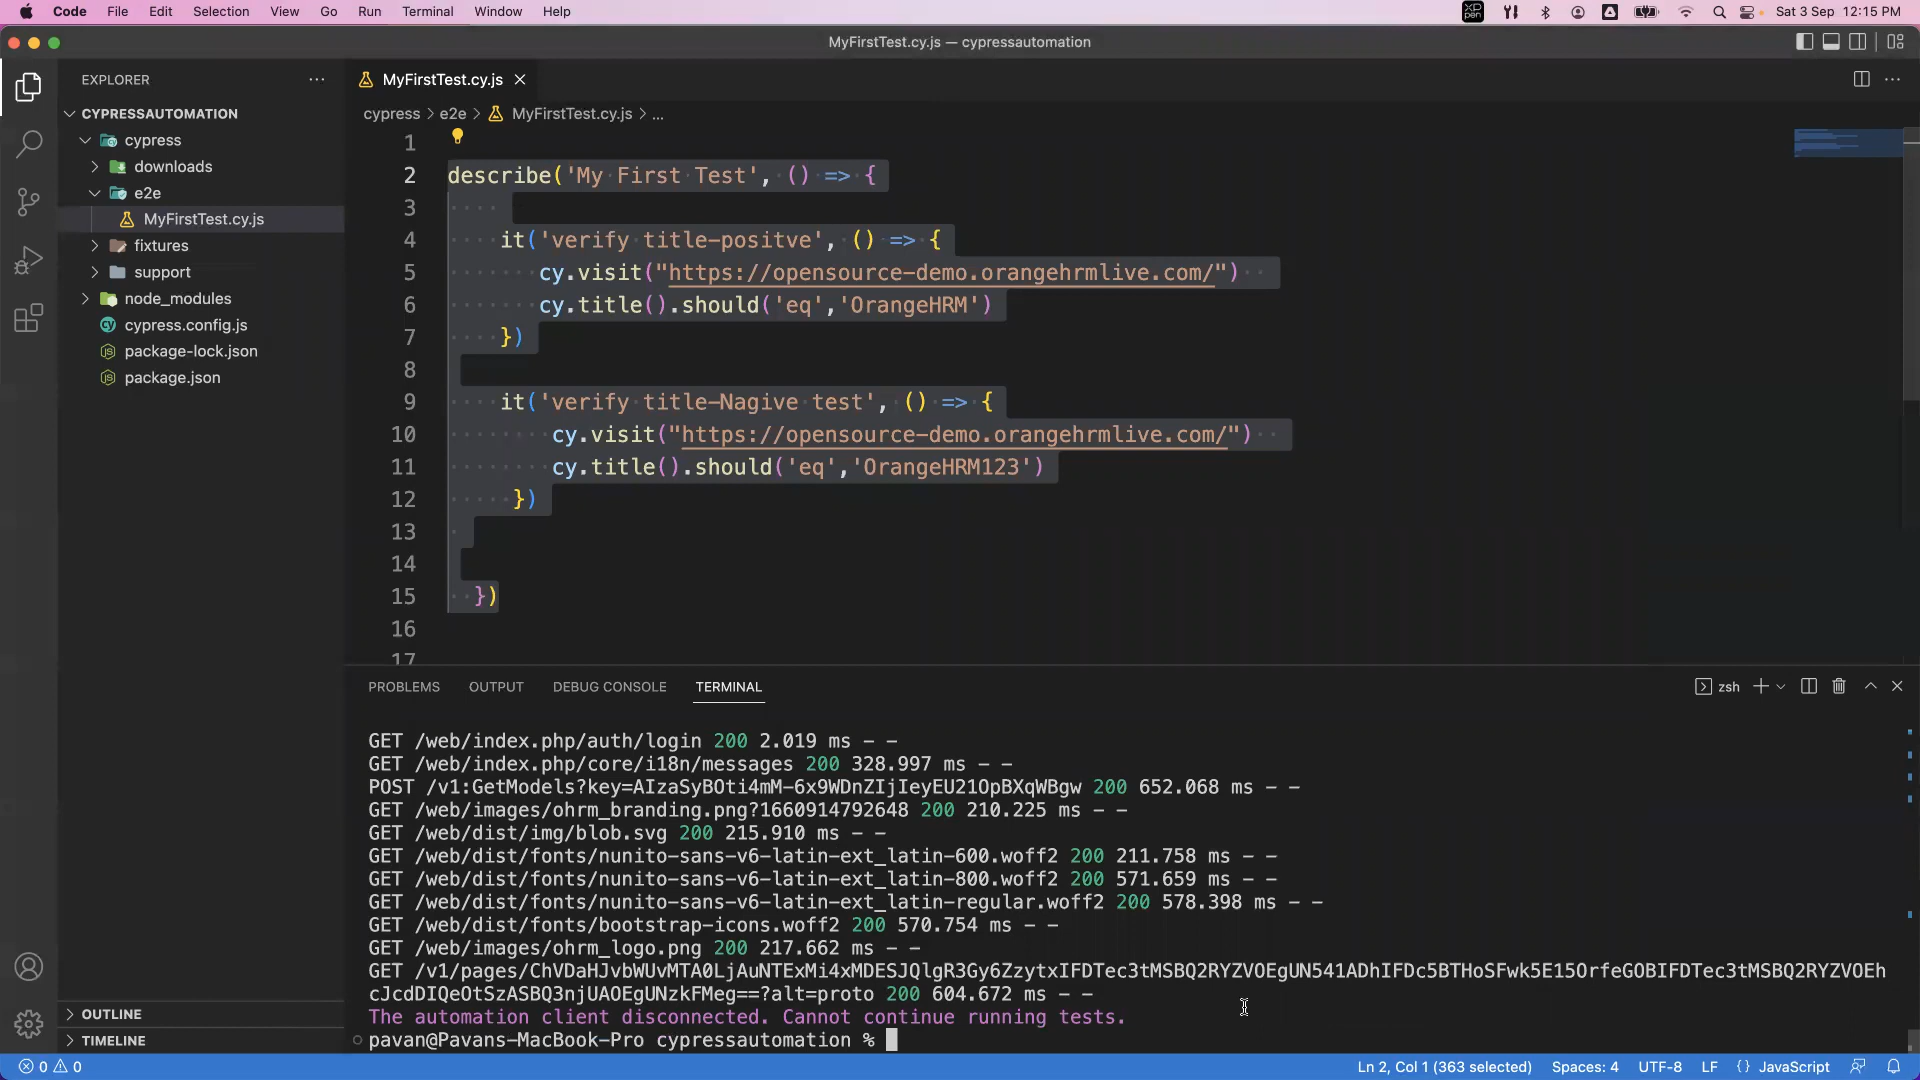 Code File Edit Selection View Go Run Terminal Window Help
XP PEN
Sat 3 Sep 12:15 PM
MyFirstTest.cy.js — cypressautomation
EXPLORER
MyFirstTest.cy.js
CYPRESSAUTOMATION
cypress
downloads
e2e
MyFirstTest.cy.js
fixtures
support
node_modules
cypress.config.js
package-lock.json
package.json
cypress > e2e > MyFirstTest.cy.js > ...
1
2 describe('My First Test', () => {
3
4 it('verify title-positve', () => {
5 cy.visit("https://opensource-demo.orangehrmlive.com/")
6 cy.title().should('eq','OrangeHRM')
7 })
8
9 it('verify title-Nagive test', () => {
10 cy.visit("https://opensource-demo.orangehrmlive.com/")
11 cy.title().should('eq','OrangeHRM123')
12 })
13
14
15 })
16
17
PROBLEMS OUTPUT DEBUG CONSOLE TERMINAL
zsh
GET /web/index.php/auth/login 200 2.019 ms - -
GET /web/index.php/core/i18n/messages 200 328.997 ms - -
POST /v1:GetModels?key=AIzaSyBOti4mM-6x9WDnZIjIeyEU21OpBXqWBgw 200 652.068 ms - -
GET /web/images/ohrm_branding.png?1660914792648 200 210.225 ms - -
GET /web/dist/img/blob.svg 200 215.910 ms - -
GET /web/dist/fonts/nunito-sans-v6-latin-ext_latin-600.woff2 200 211.758 ms - -
GET /web/dist/fonts/nunito-sans-v6-latin-ext_latin-800.woff2 200 571.659 ms - -
GET /web/dist/fonts/nunito-sans-v6-latin-ext_latin-regular.woff2 200 578.398 ms - -
GET /web/dist/fonts/bootstrap-icons.woff2 200 570.754 ms - -
GET /web/images/ohrm_logo.png 200 217.662 ms - -
GET /v1/pages/ChVDaHJvbWUvMTA0LjAuNTExMi4xMDESJQlgR3Gy6ZzytxIFDTec3tMSBQ2RYZVOEgUN541ADhIFDc5BTHoSFwk5E15OrfeGOBIFDTec3tMSBQ2RYZVOEh
cJcdDIQeOtSzASBQ3njUAOEgUNzkFMeg==?alt=proto 200 604.672 ms - -
The automation client disconnected. Cannot continue running tests.
pavan@Pavans-MacBook-Pro cypressautomation %
OUTLINE
TIMELINE
0 0 Ln 2, Col 1 (363 selected) Spaces: 4 UTF-8 LF {} JavaScript